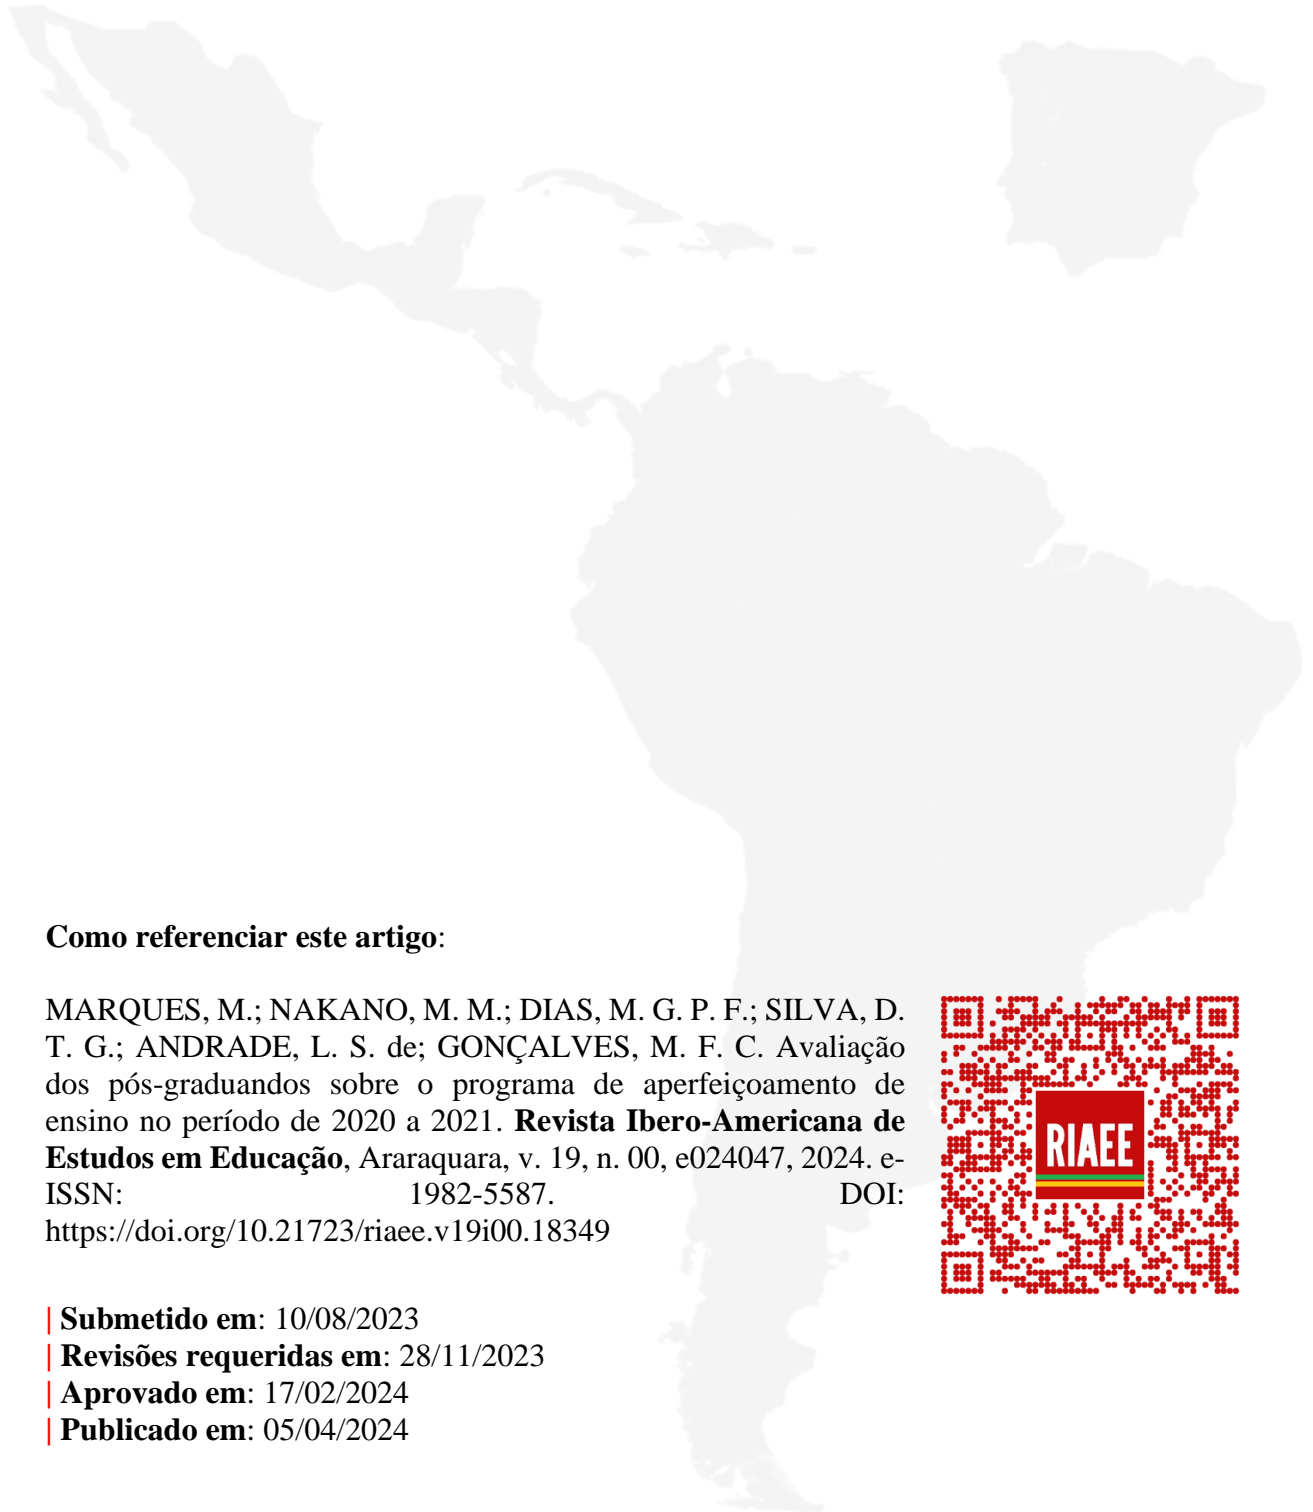 Como referenciar este artigo:
MARQUES, M.; NAKANO, M. M.; DIAS, M. G. P. F.; SILVA, D.
T. G.; ANDRADE, L. S. de; GONÇALVES, M. F. C. Avaliação
dos pós-graduandos sobre o programa de aperfeiçoamento de
ensino no período de 2020 a 2021. Revista Ibero-Americana de
Estudos em Educação, Araraquara, v. 19, n. 00, e024047, 2024. e-
ISSN: 1982-5587. DOI:
https://doi.org/10.21723/riaee.v19i00.18349
RIAEE
| Submetido em: 10/08/2023
| Revisões requeridas em: 28/11/2023
| Aprovado em: 17/02/2024
| Publicado em: 05/04/2024